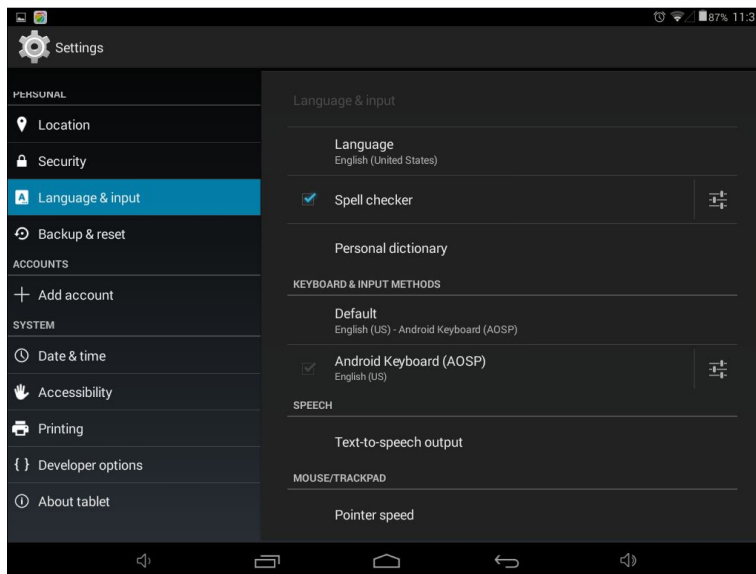 87% 11:3
Settings
PERSONAL
Location
Security
Language & input
Backup & reset
ACCOUNTS
Add account
SYSTEM
Date & time
Accessibility
Printing
{ } Developer options
About tablet
Language & input
Language
English (United States)
Spell checker
Personal dictionary
KEYBOARD & INPUT METHODS
Default
English (US) - Android Keyboard (AOSP)
Android Keyboard (AOSP)
English (US)
SPEECH
Text-to-speech output
MOUSE/TRACKPAD
Pointer speed